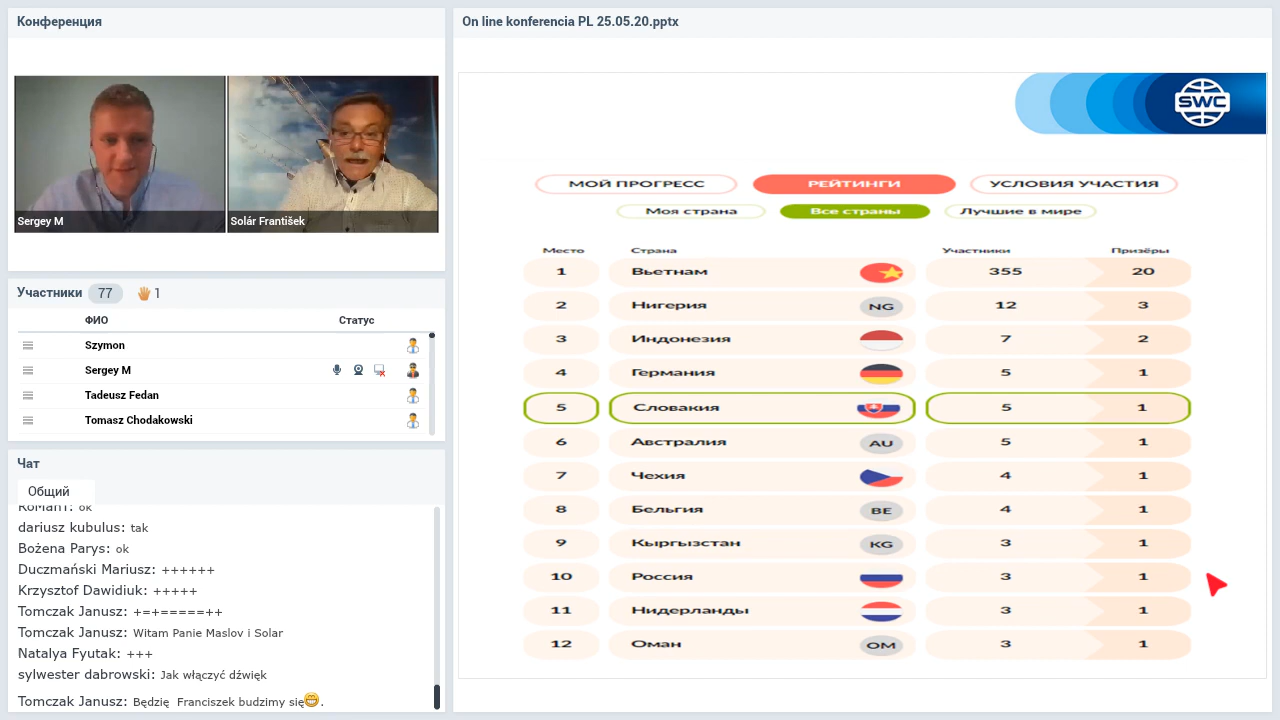 Конференция
Sergey M
Solár František
Участники 77 1
ФИО Статус
Szymon
Sergey M
Tadeusz Fedan
Tomasz Chodakowski
Чат
Общий
ok
dariusz kubulus: tak
Bożena Parys: ok
Duczmański Mariusz: ++++++
Krzysztof Dawidiuk: +++++
Tomczak Janusz: +=+=====++
Tomczak Janusz: Witam Panie Maslov i Solar
Natalya Fyutak: +++
sylwester dabrowski: Jak włączyć dźwięk
Tomczak Janusz: Będzię Franciszek budzimy się😁.
On line konferencia PL 25.05.20.pptx
SWC
МОЙ ПРОГРЕСС РЕЙТИНГИ УСЛОВИЯ УЧАСТИЯ
Моя страна Все страны Лучшие в мире
Место Страна Участники Призёры
1 Вьетнам 355 20
2 Нигерия NG 12 3
3 Индонезия 7 2
4 Германия 5 1
5 Словакия 5 1
6 Австралия AU 5 1
7 Чехия 4 1
8 Бельгия BE 4 1
9 Кыргызстан KG 3 1
10 Россия 3 1
11 Нидерланды 3 1
12 Оман OM 3 1